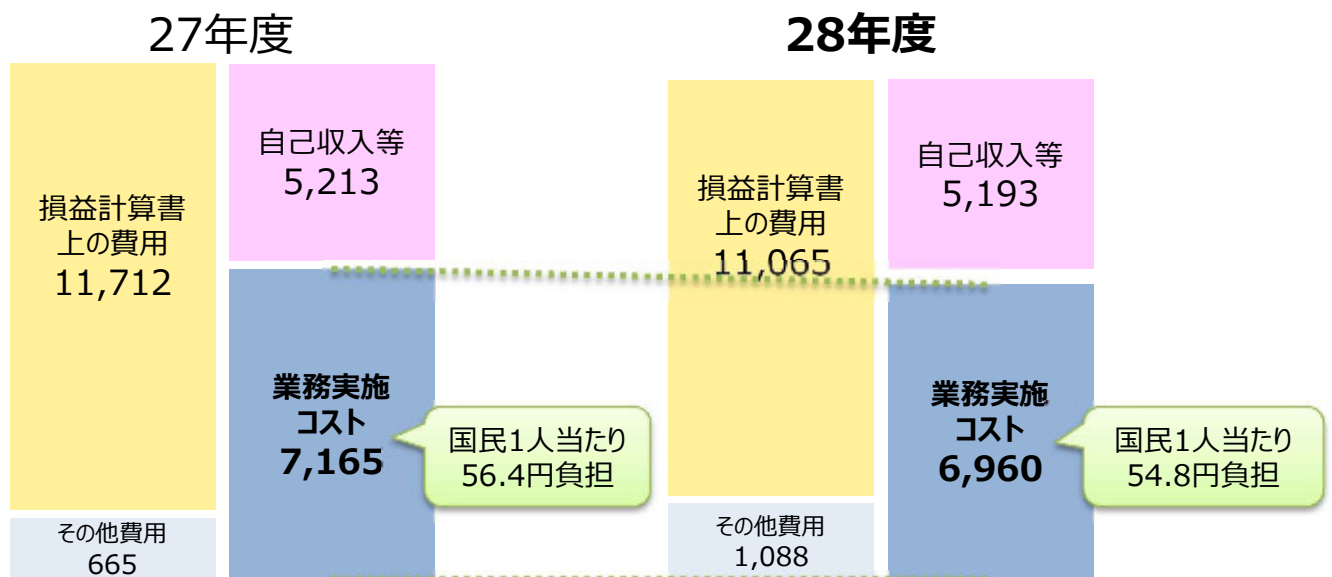 27年度
損益計算書
上の費用
11,712
その他費用
665
自己収入等
5,213
業務実施
コスト
7,165
国民1人当たり
56.4円負担
28年度
損益計算書
上の費用
11,065
その他費用
1,088
自己収入等
5,193
業務実施
コスト
6,960
国民1人当たり
54.8円負担